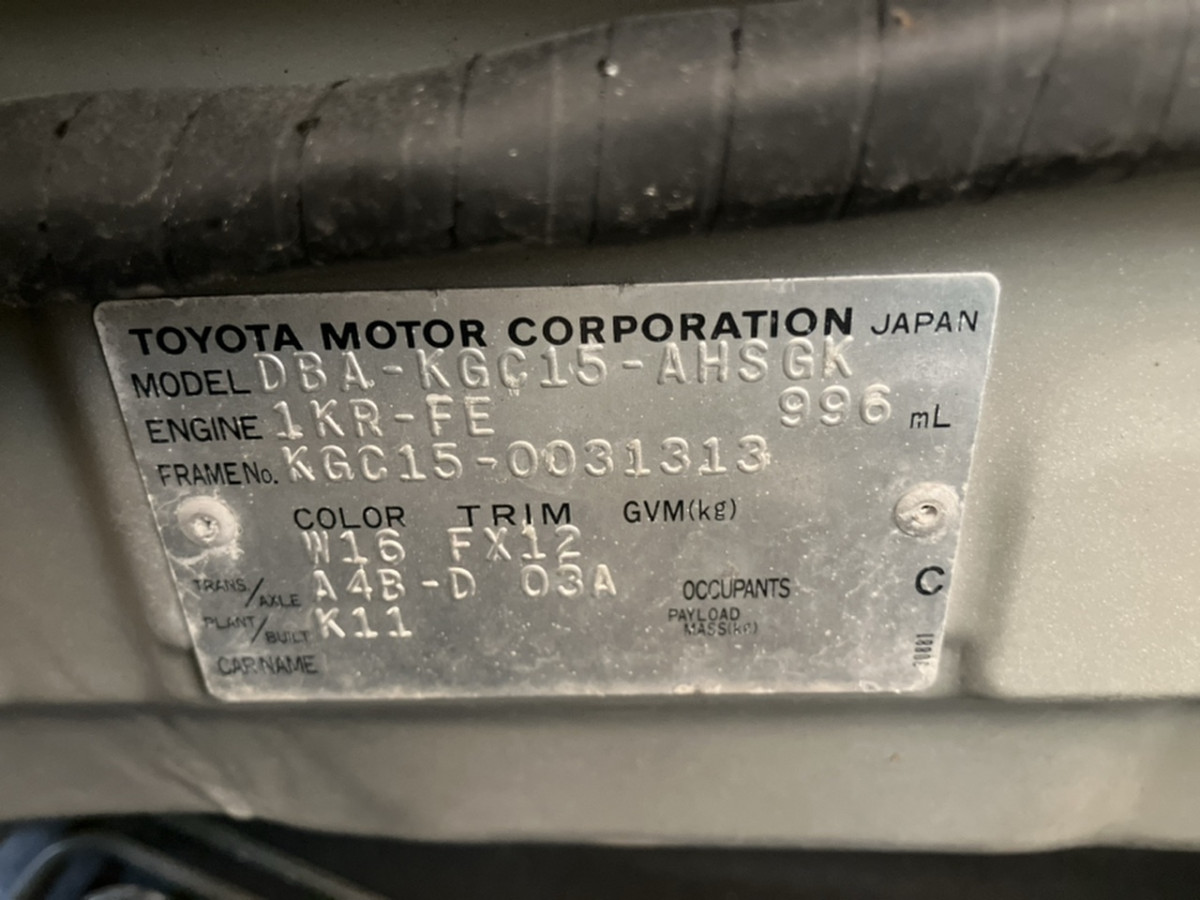 TOYOTA MOTOR CORPORATION JAPAN
MODEL DBA-KGC15-AHSGK
ENGINE 1KR-FE 996 mL
FRAME No. KGC15-0031313
COLOR TRIM GVM(kg)
W16 FX12
TRANS./AXLE A4B-D 03A OCCUPANTS C
PLANT/BUILT K11 PAYLOAD MASS(kg)
CAR NAME